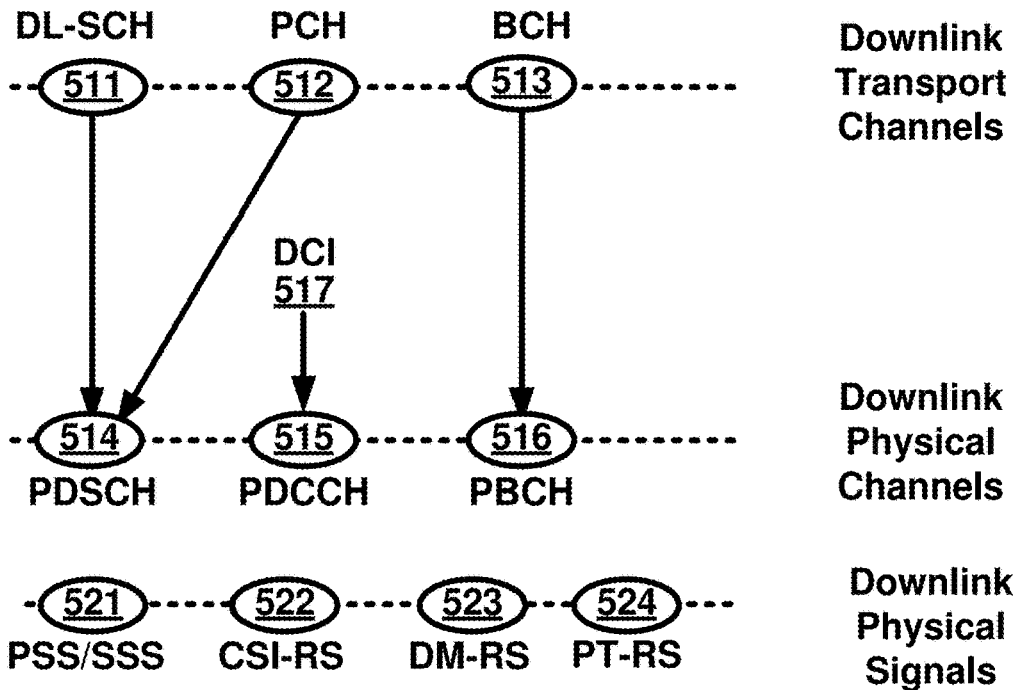 DL-SCH PCH BCH
511 512 513
Downlink
Transport
Channels
DCI
517
514 515 516
PDSCH PDCCH PBCH
Downlink
Physical
Channels
521 522 523 524
PSS/SSS CSI-RS DM-RS PT-RS
Downlink
Physical
Signals